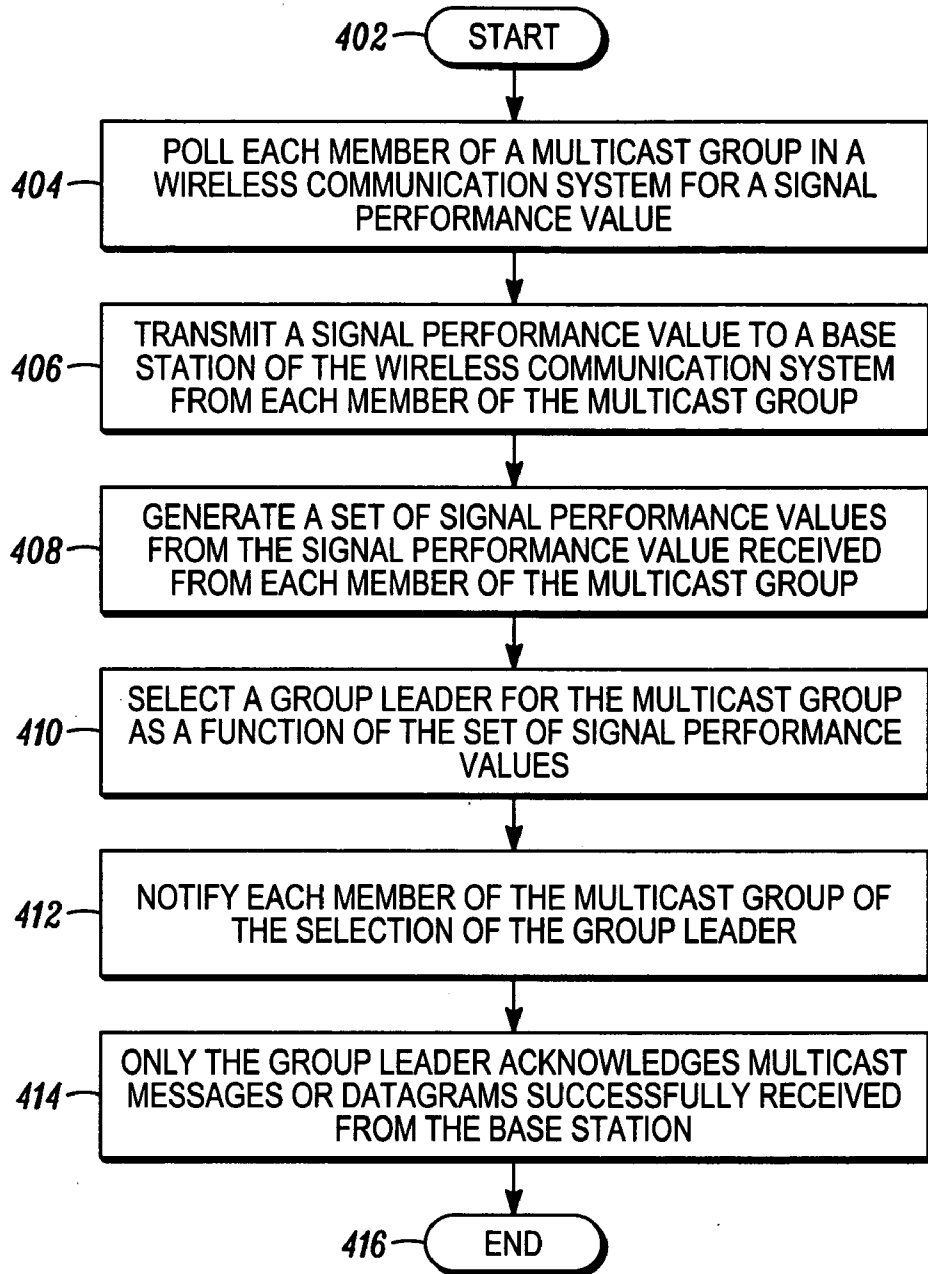 402 START
404 POLL EACH MEMBER OF A MULTICAST GROUP IN A
WIRELESS COMMUNICATION SYSTEM FOR A SIGNAL
PERFORMANCE VALUE
406 TRANSMIT A SIGNAL PERFORMANCE VALUE TO A BASE
STATION OF THE WIRELESS COMMUNICATION SYSTEM
FROM EACH MEMBER OF THE MULTICAST GROUP
408 GENERATE A SET OF SIGNAL PERFORMANCE VALUES
FROM THE SIGNAL PERFORMANCE VALUE RECEIVED
FROM EACH MEMBER OF THE MULTICAST GROUP
410 SELECT A GROUP LEADER FOR THE MULTICAST GROUP
AS A FUNCTION OF THE SET OF SIGNAL PERFORMANCE
VALUES
412 NOTIFY EACH MEMBER OF THE MULTICAST GROUP OF
THE SELECTION OF THE GROUP LEADER
414 ONLY THE GROUP LEADER ACKNOWLEDGES MULTICAST
MESSAGES OR DATAGRAMS SUCCESSFULLY RECEIVED
FROM THE BASE STATION
416 END